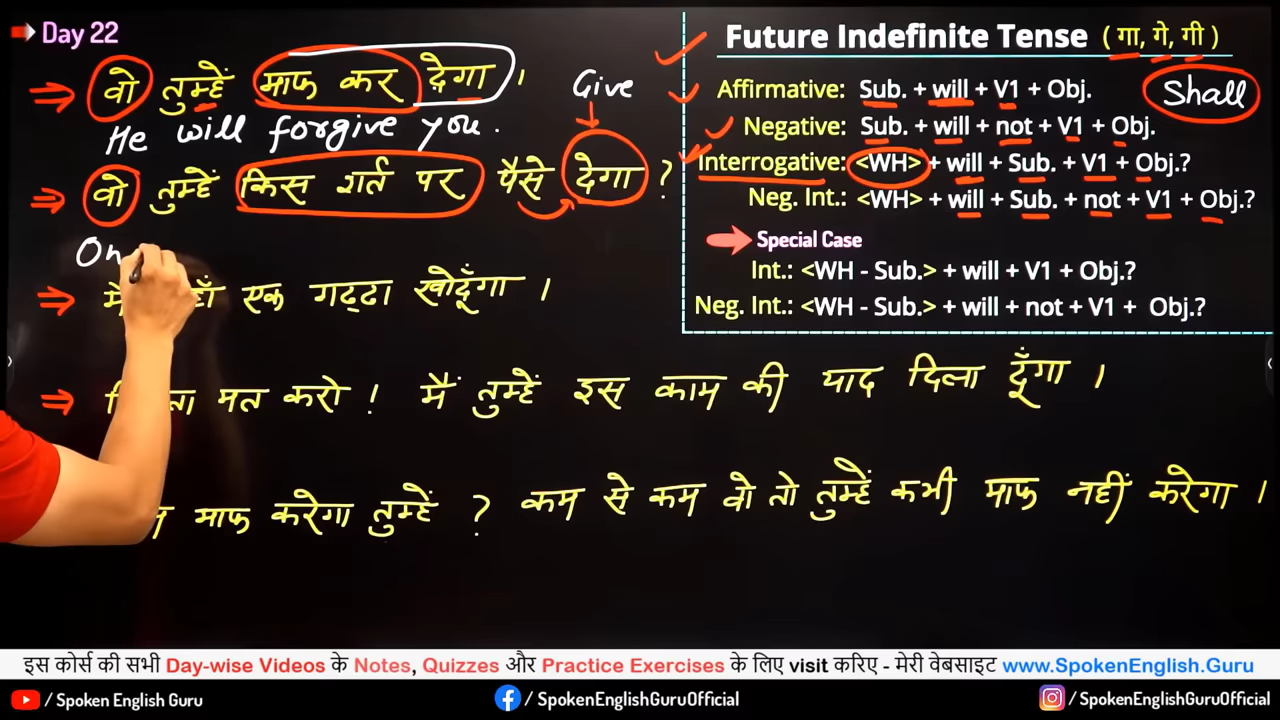 Day 22
वो तुम्हें माफ कर देगा ।
He will forgive you.
Give
वो तुम्हें किस शर्त पर पैसे देगा ?
On
एक गद्दा खोदूँगा ।
मत करो ! मैं तुम्हें इस काम की याद दिला दूँगा ।
माफ करेगा तुम्हें ? कम से कम वो तो तुम्हें कभी माफ नहीं करेगा ।
Future Indefinite Tense ( गा, गे, गी )
Affirmative: Sub. + will + V1 + Obj.
Shall
Negative: Sub. + will + not + V1 + Obj.
Interrogative: <WH> + will + Sub. + V1 + Obj.?
Neg. Int.: <WH> + will + Sub. + not + V1 + Obj.?
Special Case
Int.: <WH - Sub.> + will + V1 + Obj.?
Neg. Int.: <WH - Sub.> + will + not + V1 + Obj.?
इस कोर्स की सभी Day-wise Videos के Notes, Quizzes और Practice Exercises के लिए visit करिए - मेरी वेबसाइट www.SpokenEnglish.Guru
/ Spoken English Guru
/ SpokenEnglishGuruOfficial
/ SpokenEnglishGuruOfficial